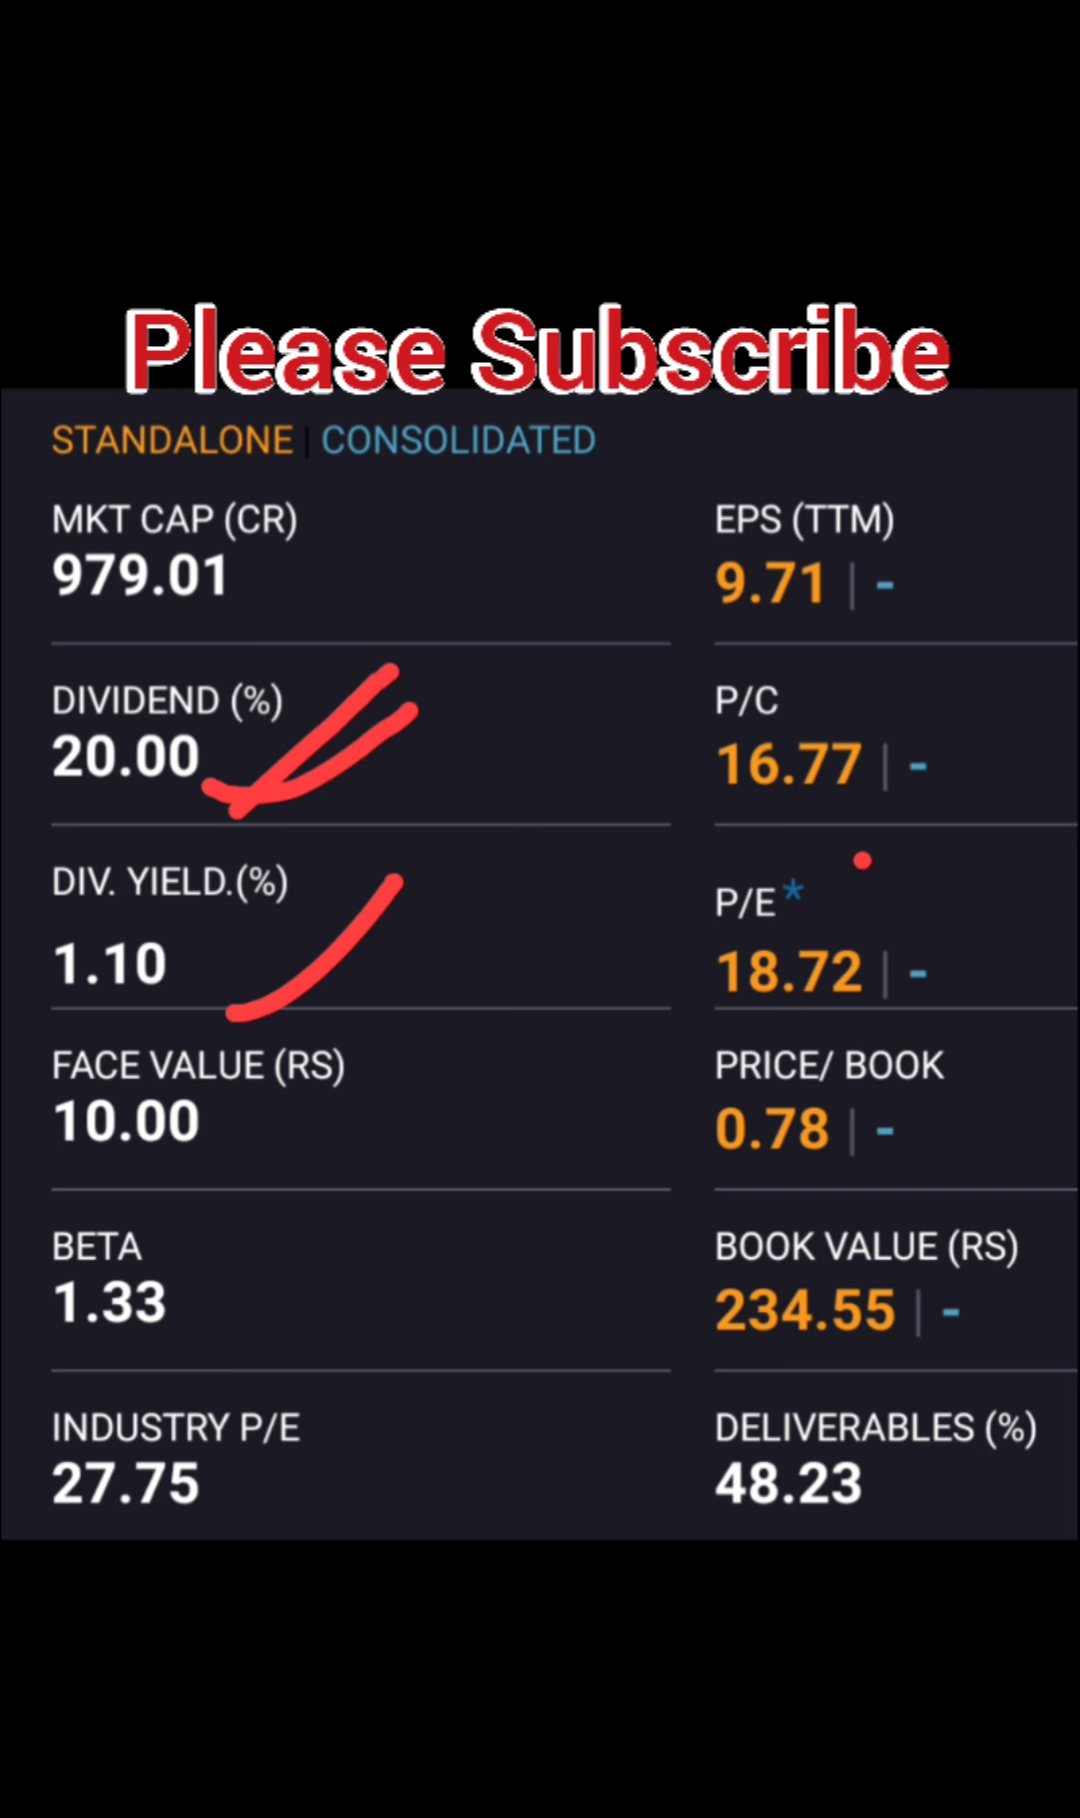 Please Subscribe
STANDALONE | CONSOLIDATED
MKT CAP (CR)
979.01
EPS (TTM)
9.71 | -
DIVIDEND (%)
20.00
P/C
16.77 | -
DIV. YIELD.(%)
1.10
P/E *
18.72 | -
FACE VALUE (RS)
10.00
PRICE/ BOOK
0.78 | -
BETA
1.33
BOOK VALUE (RS)
234.55 | -
INDUSTRY P/E
27.75
DELIVERABLES (%)
48.23